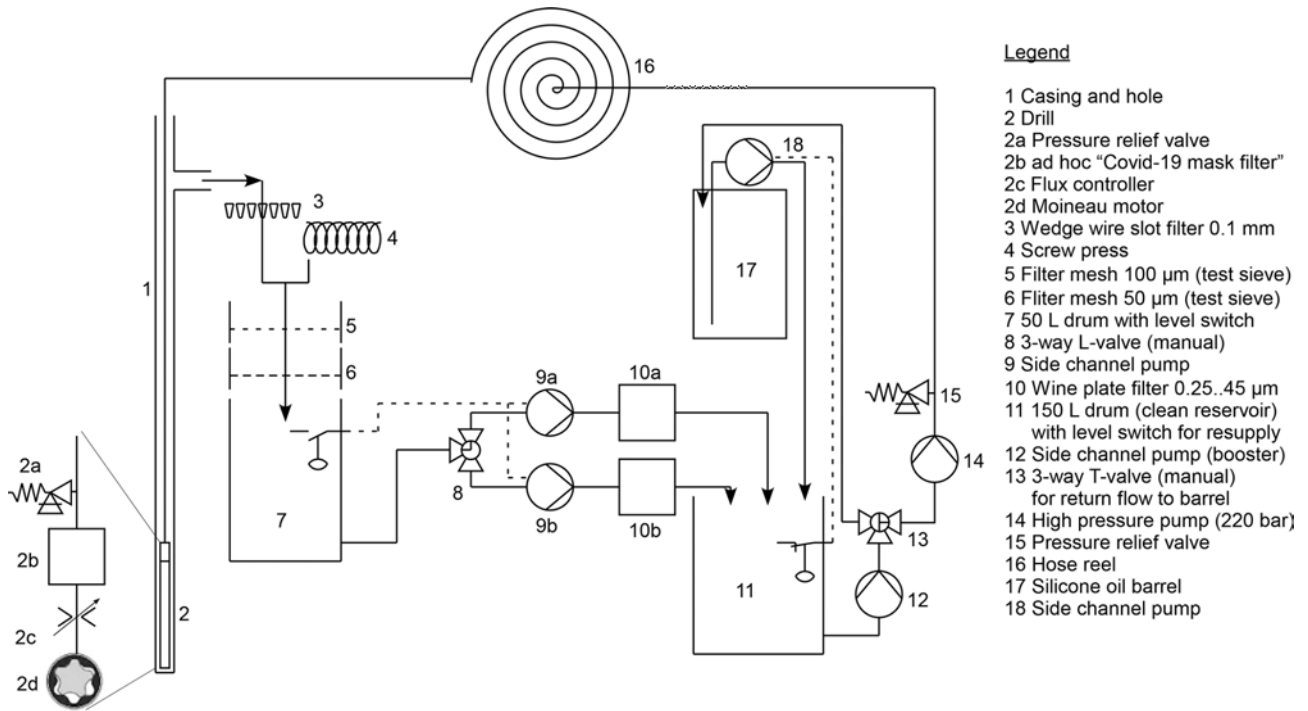 16
18
3
4
17
1
5
6
9a
10a
15
2a
14
8
7
9b
10b
13
2b
11
12
2
2c
2d
Legend
1 Casing and hole
2 Drill
2a Pressure relief valve
2b ad hoc “Covid-19 mask filter”
2c Flux controller
2d Moineau motor
3 Wedge wire slot filter 0.1 mm
4 Screw press
5 Filter mesh 100 µm (test sieve)
6 Fliter mesh 50 µm (test sieve)
7 50 L drum with level switch
8 3-way L-valve (manual)
9 Side channel pump
10 Wine plate filter 0.25..45 µm
11 150 L drum (clean reservoir)
with level switch for resupply
12 Side channel pump (booster)
13 3-way T-valve (manual)
for return flow to barrel
14 High pressure pump (220 bar)
15 Pressure relief valve
16 Hose reel
17 Silicone oil barrel
18 Side channel pump